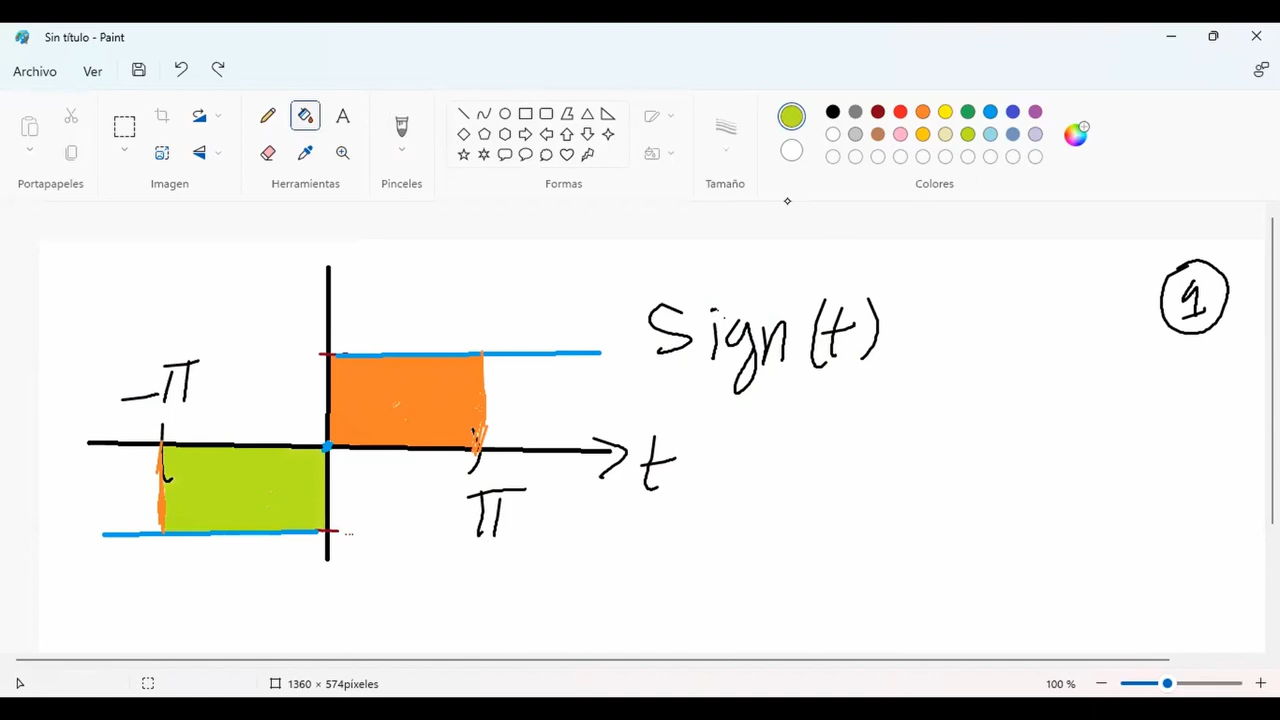 Sin título - Paint
Archivo
Ver
Portapapeles
Imagen
Herramientas
Pinceles
Formas
Tamaño
Colores
A
Sign(t)
1
-π
t
π
1360 × 574píxeles
100 %